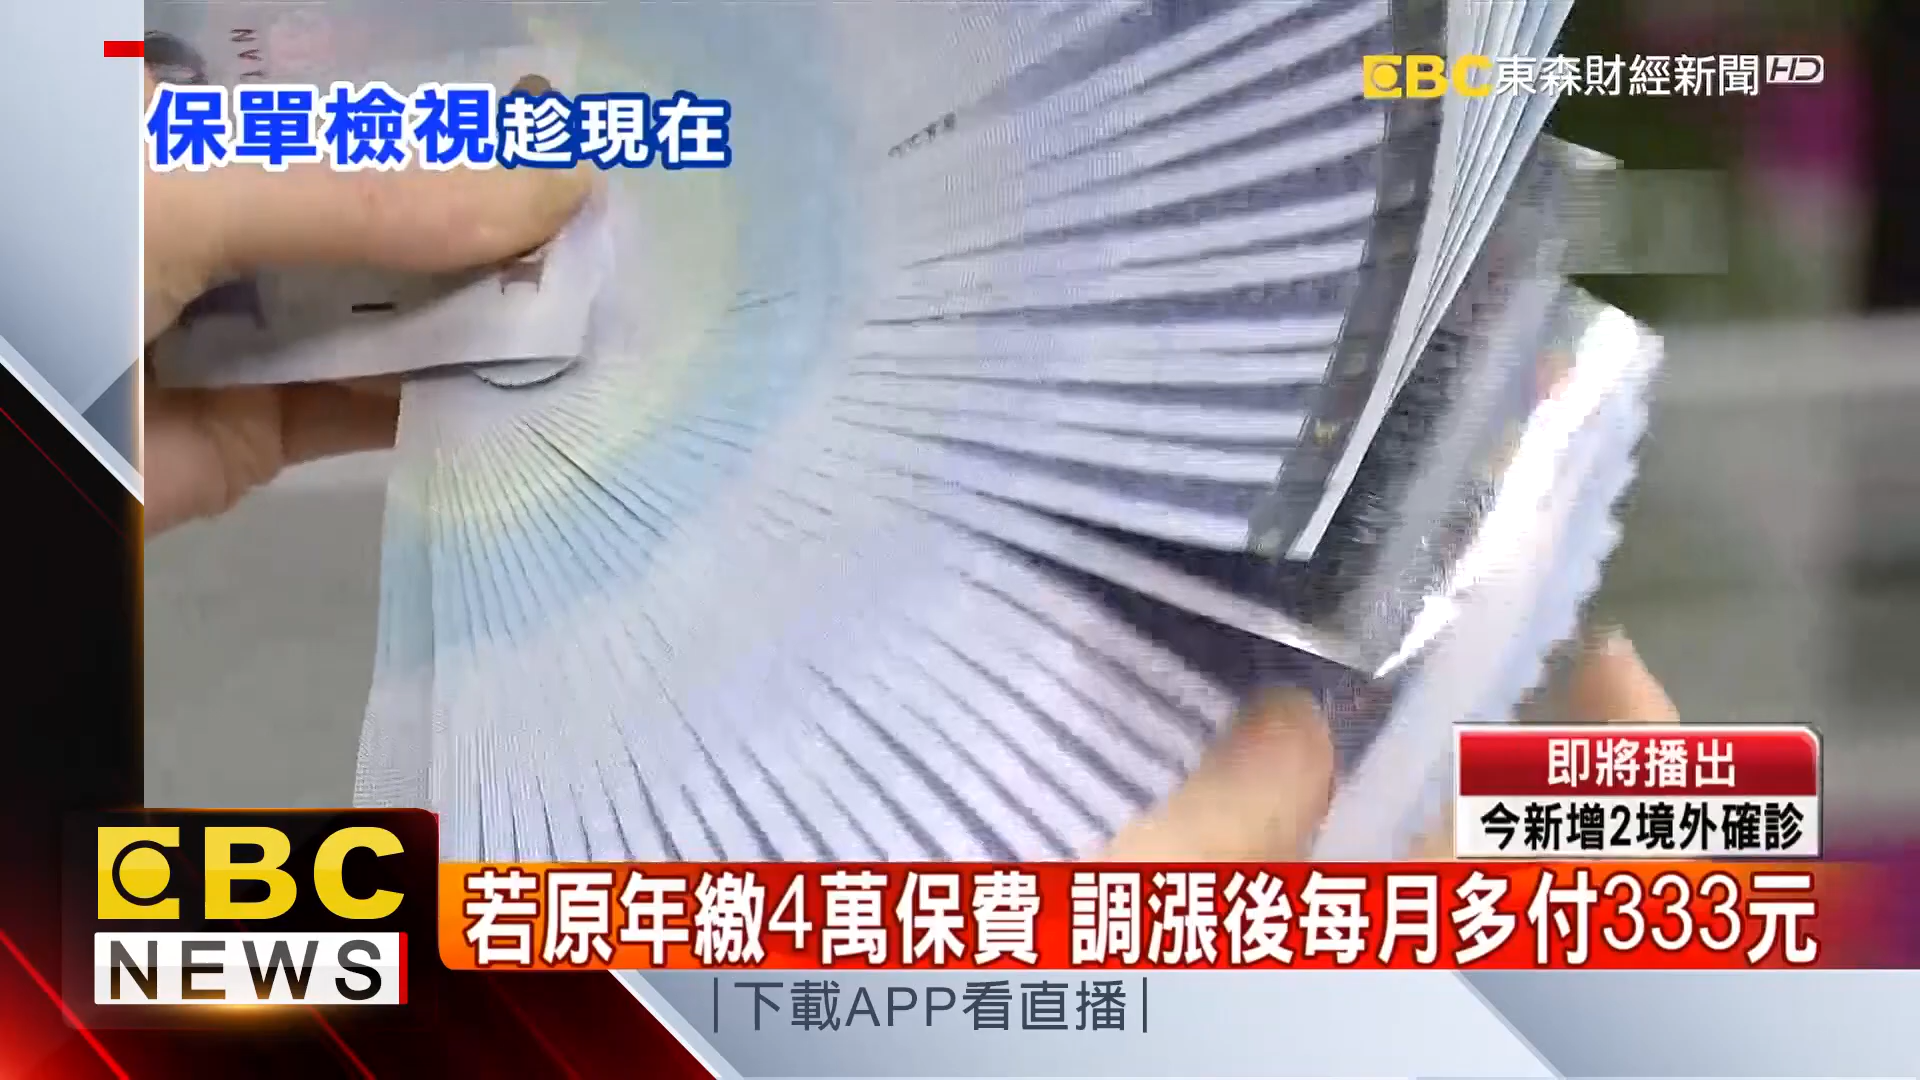 EBC東森財經新聞HD
保單檢視趁現在
即將播出
今新增2境外確診
EBC
NEWS
若原年繳4萬保費 調漲後每月多付333元
|下載APP看直播|